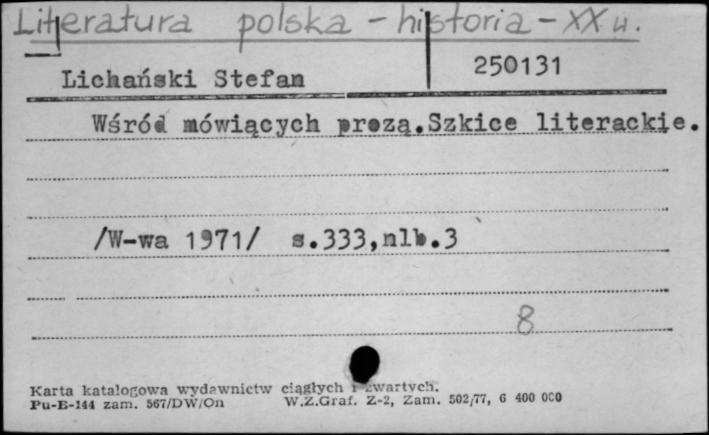 Literatura polska - historia - XX w.
Lichański Stefan 250131
Wśród mówiących prozą.Szkice literackie.
/W-wa 1971/ s.333,nlb.3
8
Karta katalogowa wydawnictw ciągłych i zwartych.
Pu-E-144 zam. 567/DW/On W.Z.Graf. Z-2, Zam. 502/77, 6 400 000